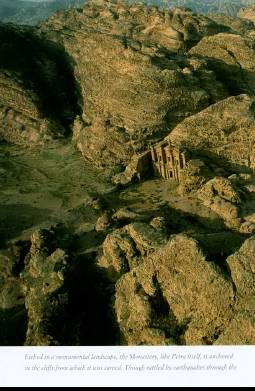 Etched in a monumental landscape, the Monastery, like Petra itself, is anchored
in the cliffs from which it was carved. Though rattled by earthquakes through the